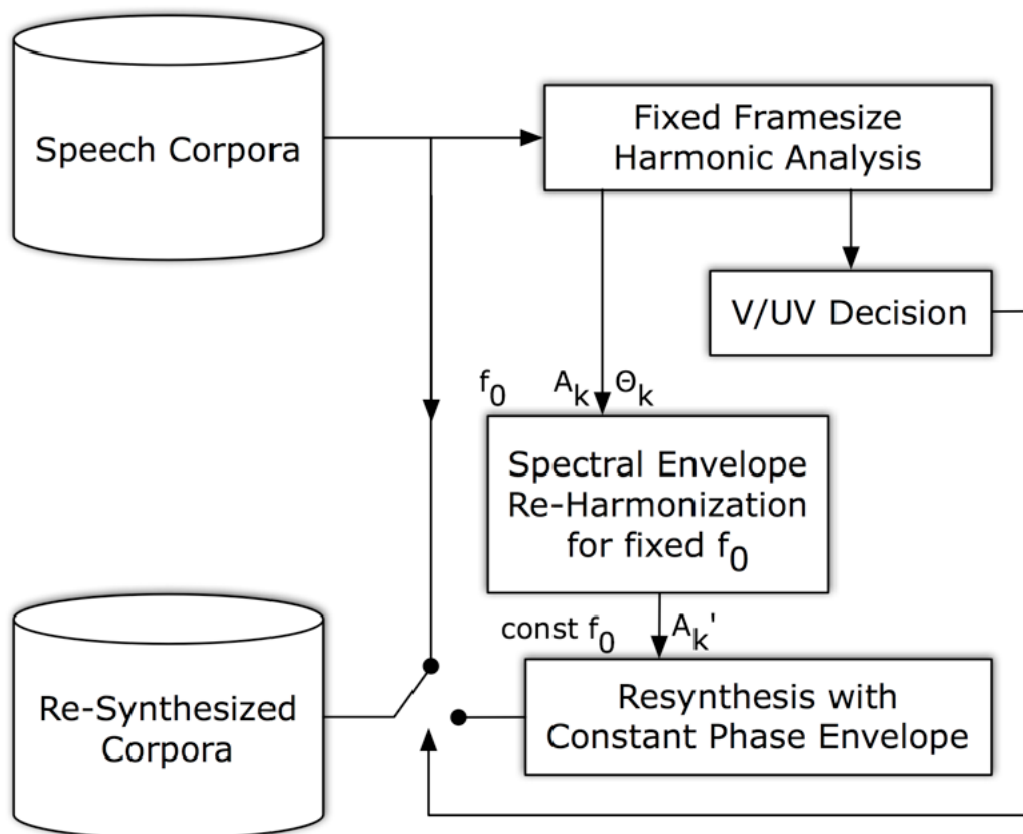 Speech Corpora
Fixed Framesize
Harmonic Analysis
V/UV Decision
f₀ Aₖ Θₖ
Spectral Envelope
Re-Harmonization
for fixed f₀
const f₀ Aₖ'
Re-Synthesized
Corpora
Resynthesis with
Constant Phase Envelope